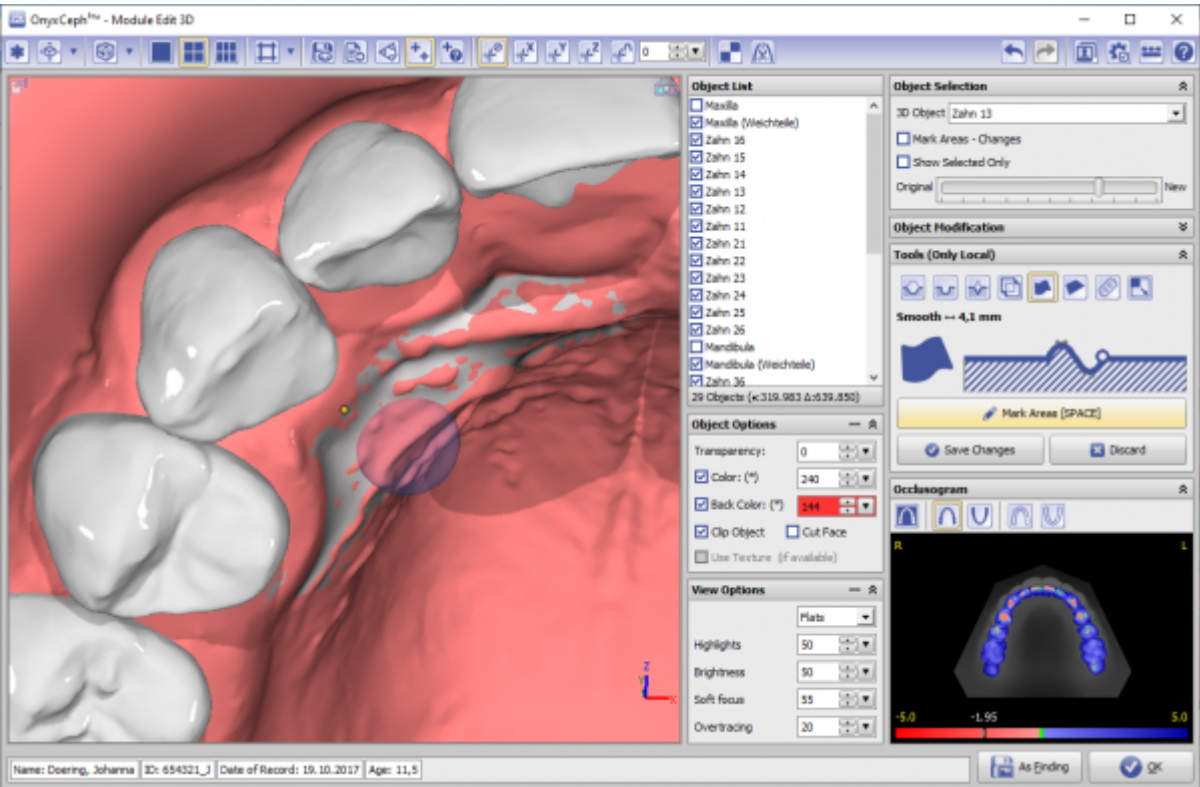 OnyxCeph³™ - Module Edit 3D
0
Object List
Maxilla
Maxilla (Weichteile)
Zahn 16
Zahn 15
Zahn 14
Zahn 13
Zahn 12
Zahn 11
Zahn 21
Zahn 22
Zahn 23
Zahn 24
Zahn 25
Zahn 26
Mandibula
Mandibula (Weichteile)
Zahn 36
29 Objects (•:319.983 Δ:639.850)
Object Options
Transparency: 0
Color: (*) 240
Back Color: (*) 144
Clip Object Cut Face
Use Texture (if available)
View Options
Flats
Highlights 50
Brightness 50
Soft focus 55
Overtracing 20
Object Selection
3D Object Zahn 13
Mark Areas - Changes
Show Selected Only
Original New
Object Modification
Tools (Only Local)
Smooth ↔ 4,1 mm
Mark Areas [SPACE]
Save Changes Discard
Occlusogram
R L
-5.0 -1.95 5.0
Z
Y
X
Name: Doering, Johanna ID: 654321_J Date of Record: 19.10.2017 Age: 11,5
As Finding OK